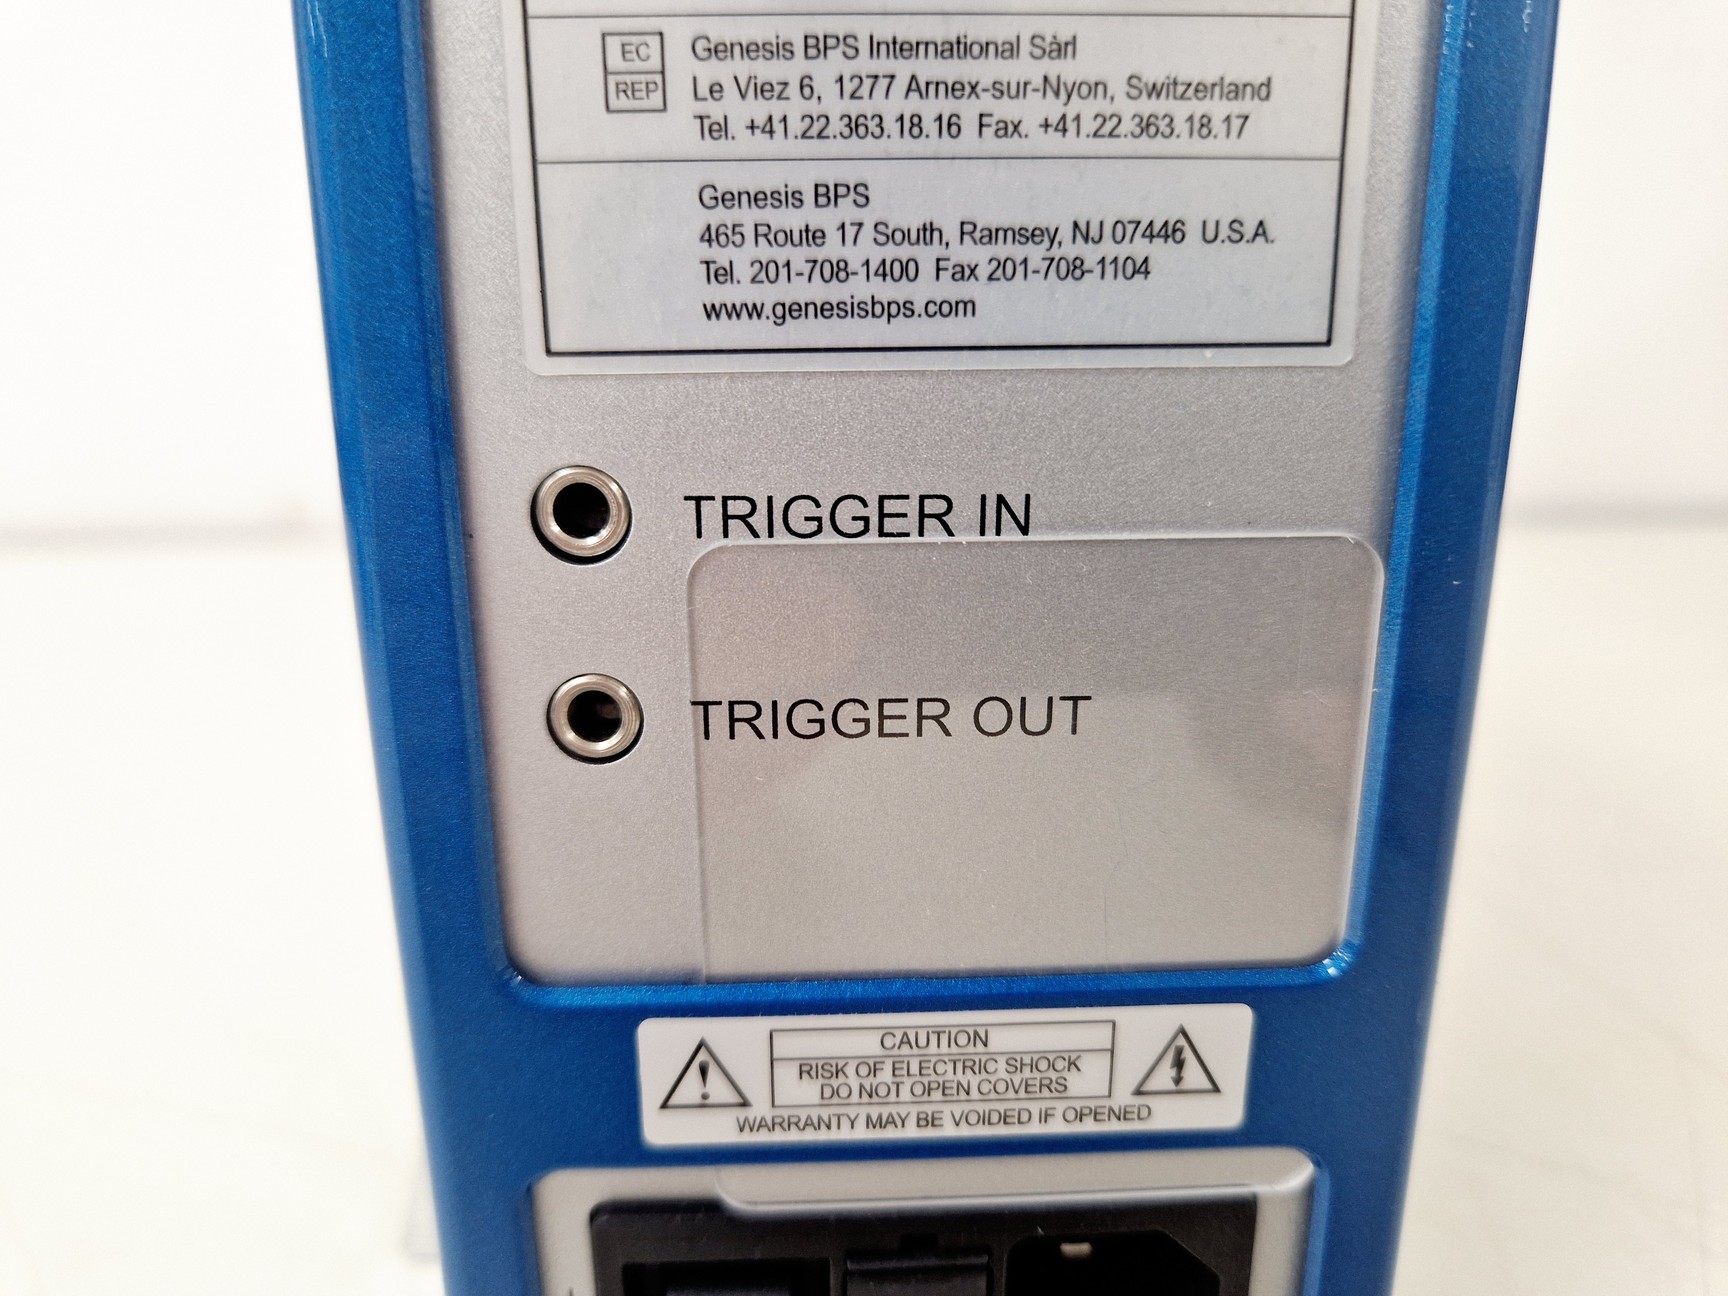 EC
REP
Genesis BPS International Sàrl
Le Viez 6, 1277 Arnex-sur-Nyon, Switzerland
Tel. +41.22.363.18.16 Fax. +41.22.363.18.17
Genesis BPS
465 Route 17 South, Ramsey, NJ 07446 U.S.A.
Tel. 201-708-1400 Fax 201-708-1104
www.genesisbps.com
TRIGGER IN
TRIGGER OUT
CAUTION
RISK OF ELECTRIC SHOCK
DO NOT OPEN COVERS
WARRANTY MAY BE VOIDED IF OPENED